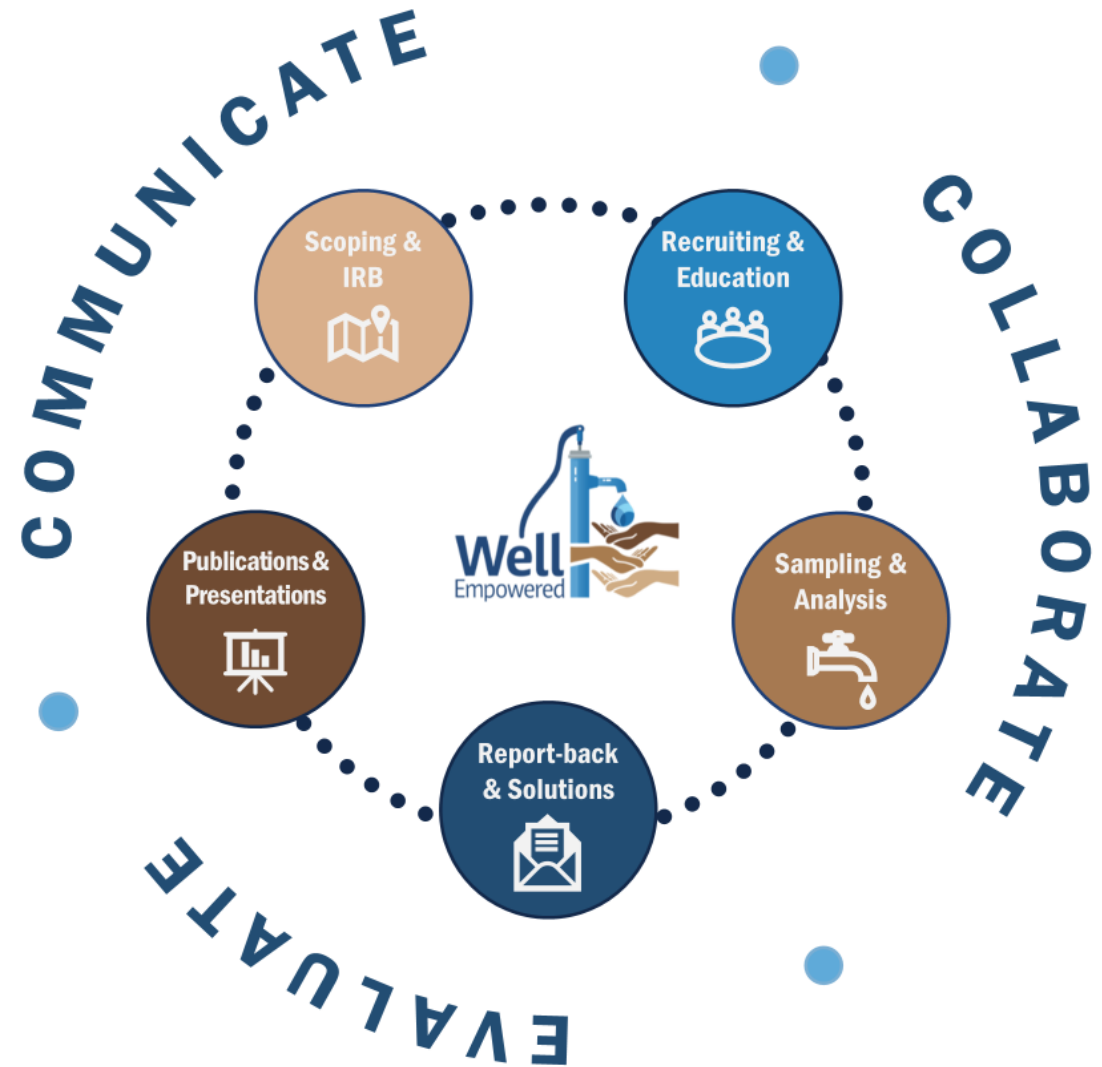 COMMUNICATE
COLLABORATE
EVALUATE
Scoping &
IRB
Recruiting &
Education
Sampling &
Analysis
Report-back
& Solutions
Publications &
Presentations
Well
Empowered